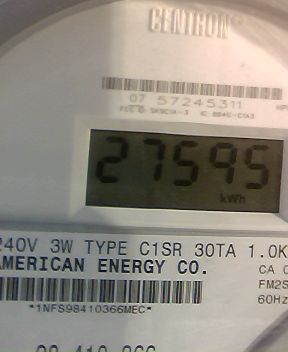 CENTRON
07 57245311
27595
kWh
240V 3W TYPE C1SR 30TA 1.0K
AMERICAN ENERGY CO.
CA
FM2S
60Hz
*1NFS98410366MEC*